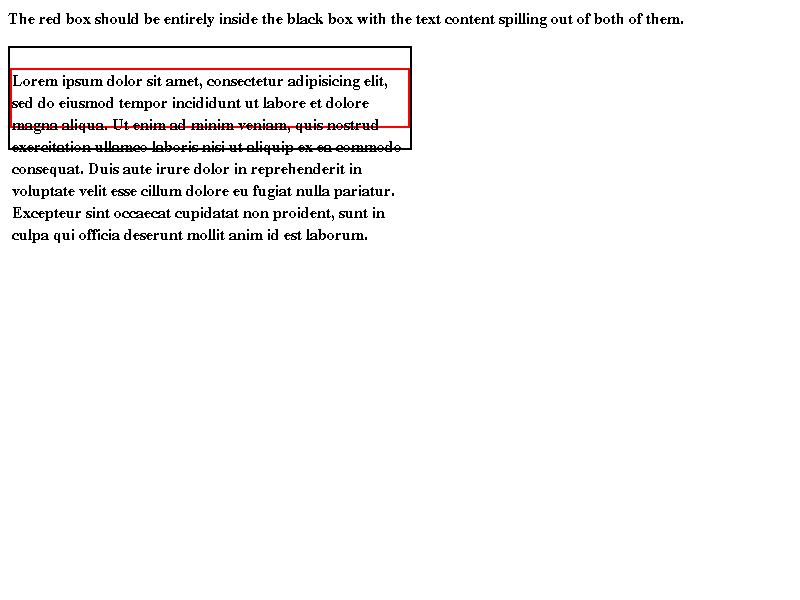 The red box should be entirely inside the black box with the text content spilling out of both of them.
Lorem ipsum dolor sit amet, consectetur adipisicing elit,
sed do eiusmod tempor incididunt ut labore et dolore
magna aliqua. Ut enim ad minim veniam, quis nostrud
exercitation ullamco laboris nisi ut aliquip ex ea commodo
consequat. Duis aute irure dolor in reprehenderit in
voluptate velit esse cillum dolore eu fugiat nulla pariatur.
Excepteur sint occaecat cupidatat non proident, sunt in
culpa qui officia deserunt mollit anim id est laborum.